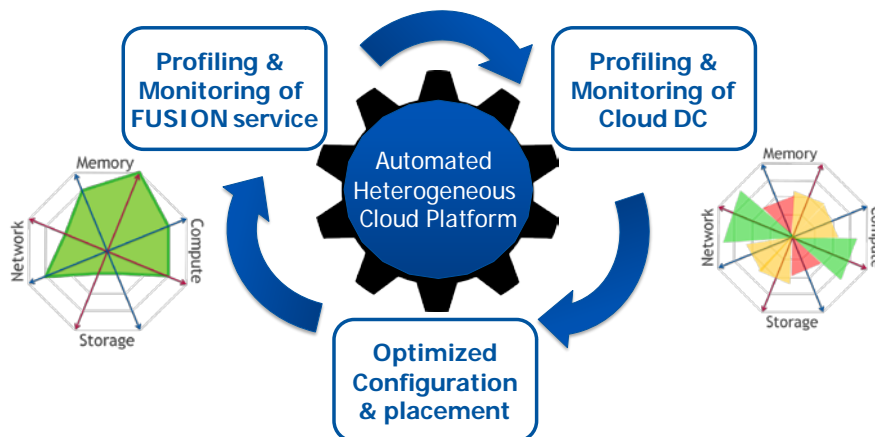 Profiling &
Monitoring of
FUSION service
Profiling &
Monitoring of
Cloud DC
Automated
Heterogeneous
Cloud Platform
Memory
Network
Compute
Storage
Memory
Network
Compute
Storage
Optimized
Configuration
& placement